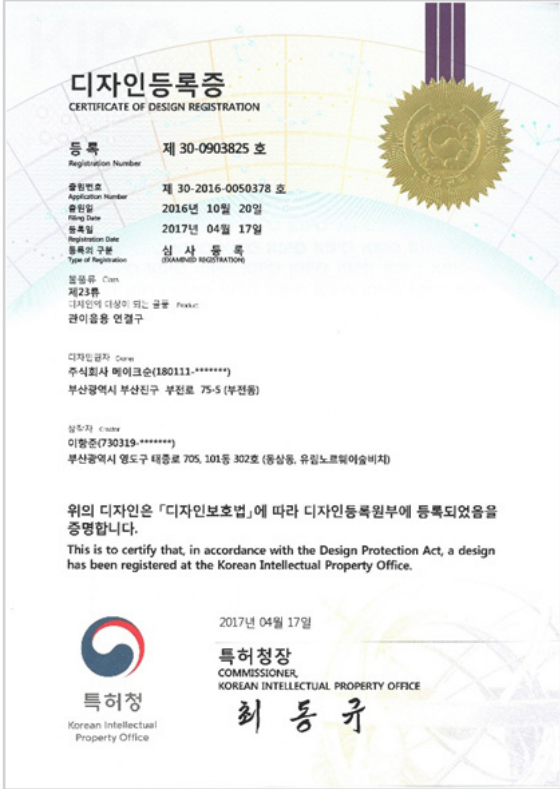 디자인등록증
CERTIFICATE OF DESIGN REGISTRATION
등 록 제 30-0903825 호
Registration Number
출원번호 제 30-2016-0050378 호
Application Number
출원일 2016년 10월 20일
Filing Date
등록일 2017년 04월 17일
Registration Date
등록의 구분 심 사 등 록
Type of Registration (EXAMINED REGISTRATION)
물품류 Class
제23류
디자인의 대상이 되는 물품 Product
관이음용 연결구
디자인권자 Owner
주식회사 메이크순(180111-*******)
부산광역시 부산진구 부전로 75-5 (부전동)
창작자 Creator
이항준(730319-*******)
부산광역시 영도구 태종로 705, 101동 302호 (동삼동, 유림노르웨이숲비치)
위의 디자인은 「디자인보호법」에 따라 디자인등록원부에 등록되었음을
증명합니다.
This is to certify that, in accordance with the Design Protection Act, a design
has been registered at the Korean Intellectual Property Office.
2017년 04월 17일
특허청장
COMMISSIONER,
KOREAN INTELLECTUAL PROPERTY OFFICE
최 동 규
특허청
Korean Intellectual
Property Office